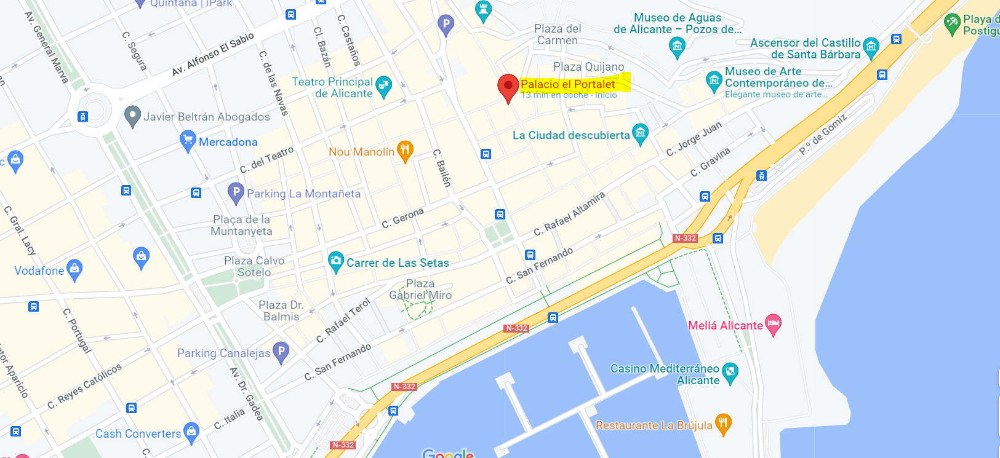 Quintana | iPark
Av. General Marva
C. Segura
Av. Alfonso El Sabio
Cl. Bazán
C. Castaños
C. de las Navas
P
Plaza del
Carmen
Museo de Aguas
de Alicante – Pozos de...
Playa d
Postigu
Ascensor del Castillo
de Santa Bárbara
Plaza Quijano
Museo de Arte
Contemporáneo de...
Elegante museo de arte...
Teatro Principal
de Alicante
Palacio el Portalet
13 min en coche - Inicio
Javier Beltrán Abogados
Mercadona
La Ciudad descubierta
C. Jorge Juan
P.º de Gomiz
C. del Teatro
Nou Manolín
C. Bailén
C. Gravina
c
P
Parking La Montañeta
C. Gral. Lacy
Plaça de la
Muntanyeta
C. Gerona
C. Rafael Altamira
N-332
Plaza Calvo
Sotelo
Carrer de Las Setas
C. San Fernando
Vodafone
Plaza
Gabriel Miro
Plaza Dr.
Balmis
C. Portugal
C. Rafael Terol
N-332
Meliá Alicante
Parking Canalejas
P
C. San Fernando
ator Aparicio
C. Reyes Católicos
Av. Dr. Gadea
N-332
Casino Mediterráneo
Alicante
C. Italia
Restaurante La Brújula
Cash Converters
N-332
C.
Google